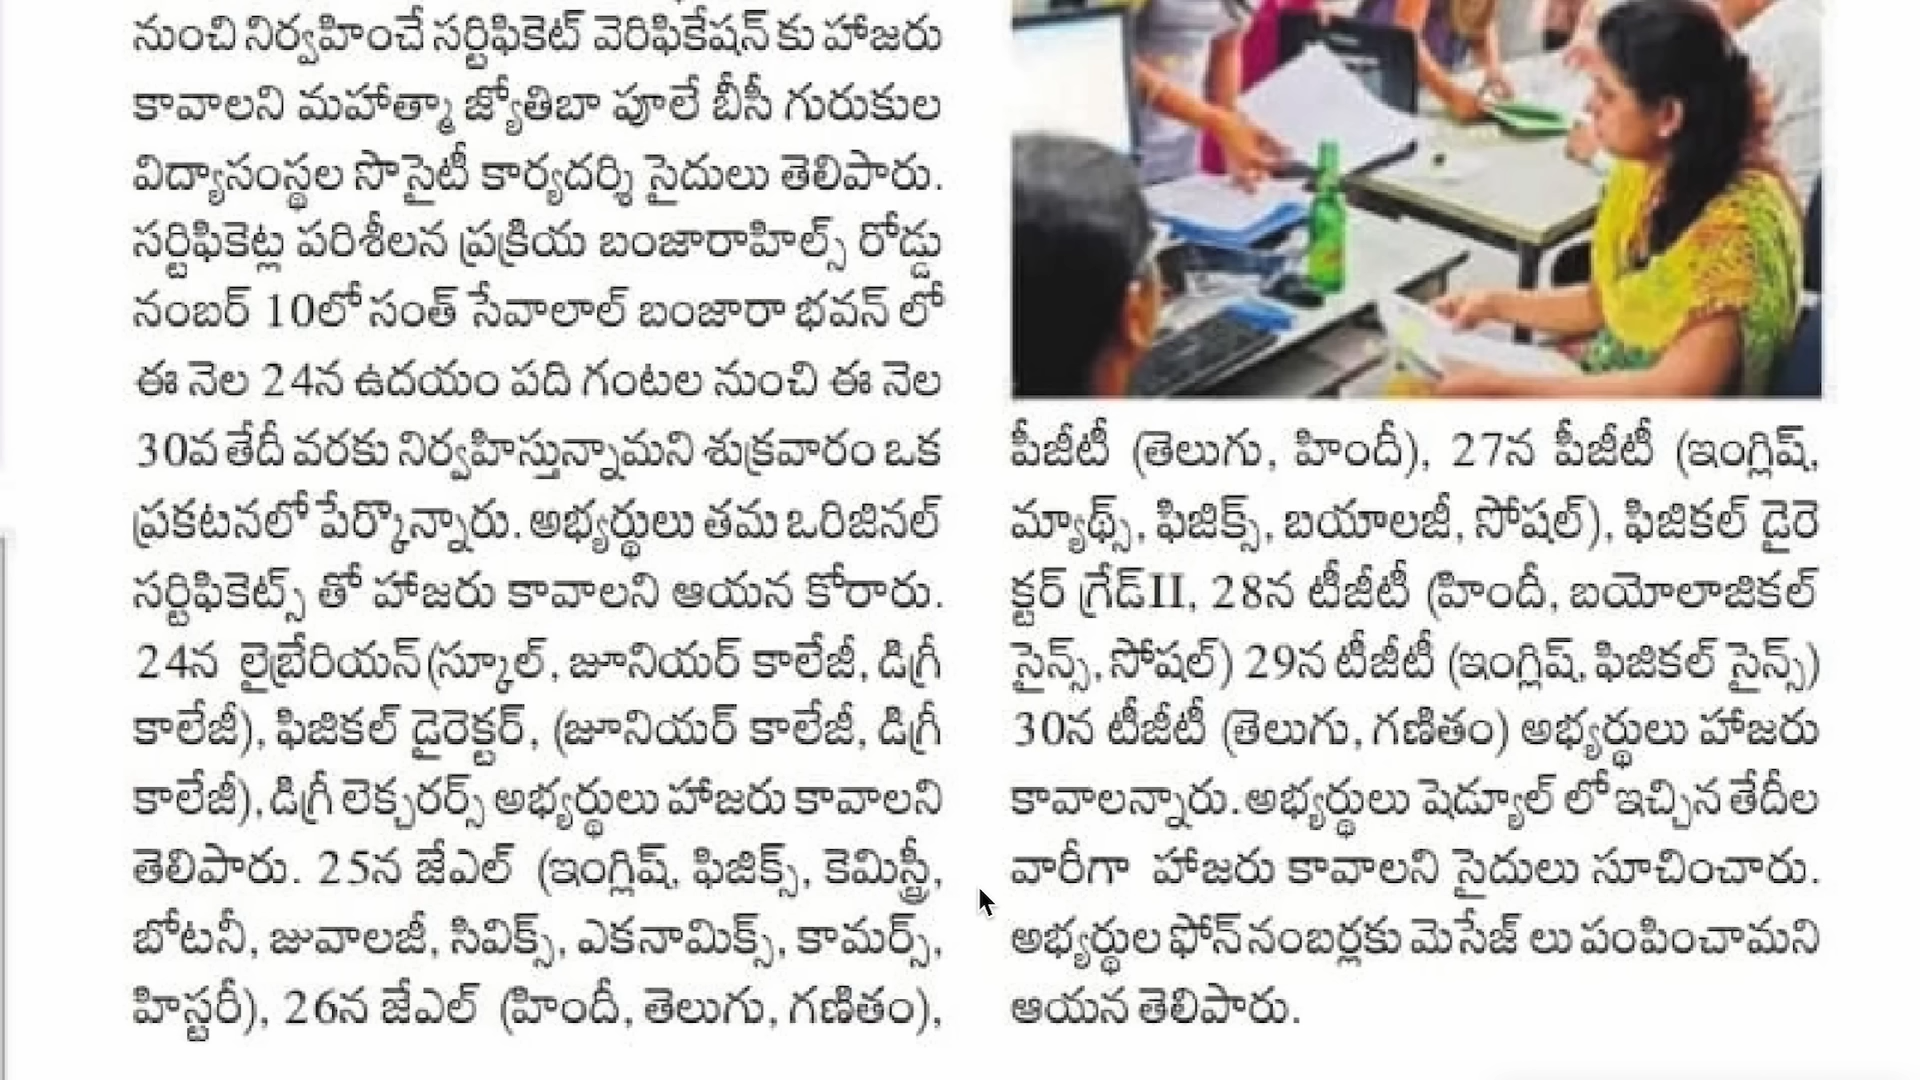 నుంచి నిర్వహించే సర్టిఫికెట్ వెరిఫికేషన్ కు హాజరు
కావాలని మహాత్మా జ్యోతిబా పూలే బీసీ గురుకుల
విద్యాసంస్థల సొసైటీ కార్యదర్శి సైదులు తెలిపారు.
సర్టిఫికెట్ల పరిశీలన ప్రక్రియ బంజారాహిల్స్ రోడ్డు
నంబర్ 10లో సంత్ సేవాలాల్ బంజారా భవన్ లో
ఈ నెల 24న ఉదయం పది గంటల నుంచి ఈ నెల
30వ తేదీ వరకు నిర్వహిస్తున్నామని శుక్రవారం ఒక
ప్రకటనలో పేర్కొన్నారు. అభ్యర్థులు తమ ఒరిజినల్
సర్టిఫికెట్స్ తో హాజరు కావాలని ఆయన కోరారు.
24న లైబ్రేరియన్(స్కూల్, జూనియర్ కాలేజీ, డిగ్రీ
కాలేజీ), ఫిజికల్ డైరెక్టర్, (జూనియర్ కాలేజీ, డిగ్రీ
కాలేజీ), డిగ్రీ లెక్చరర్స్ అభ్యర్థులు హాజరు కావాలని
తెలిపారు. 25న జేఎల్ (ఇంగ్లిష్, ఫిజిక్స్, కెమిస్ట్రీ,
బోటనీ, జువాలజీ, సివిక్స్, ఎకనామిక్స్, కామర్స్,
హిస్టరీ), 26న జేఎల్ (హిందీ, తెలుగు, గణితం),
పీజీటీ (తెలుగు, హిందీ), 27న పీజీటీ (ఇంగ్లిష్,
మ్యాథ్స్, ఫిజిక్స్, బయాలజీ, సోషల్), ఫిజికల్ డైరె
క్టర్ గ్రేడ్II, 28న టీజీటీ (హిందీ, బయోలాజికల్
సైన్స్, సోషల్) 29న టీజీటీ (ఇంగ్లిష్, ఫిజికల్ సైన్స్)
30న టీజీటీ (తెలుగు, గణితం) అభ్యర్థులు హాజరు
కావాలన్నారు. అభ్యర్థులు షెడ్యూల్ లో ఇచ్చిన తేదీల
వారీగా హాజరు కావాలని సైదులు సూచించారు.
అభ్యర్థుల ఫోన్ నంబర్లకు మెసేజ్ లు పంపించామని
ఆయన తెలిపారు.